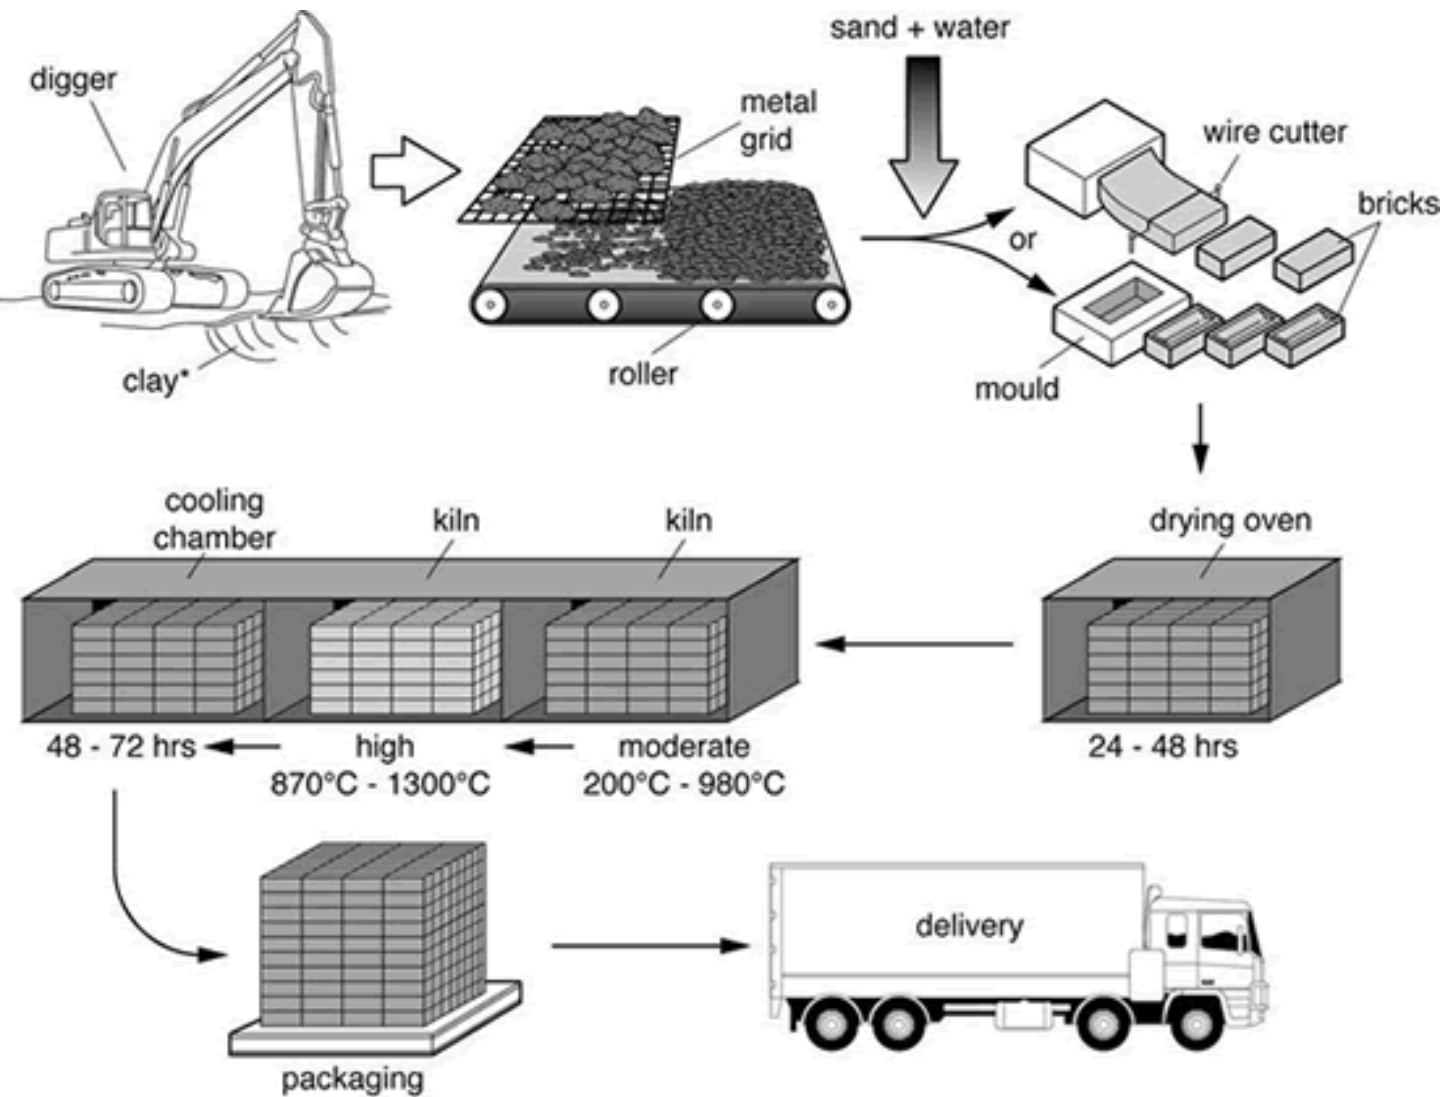 sand + water
digger
metal
grid
wire cutter
bricks
or
clay*
roller
mould
cooling
chamber
kiln
kiln
drying oven
48 - 72 hrs
high
870°C - 1300°C
moderate
200°C - 980°C
24 - 48 hrs
delivery
packaging